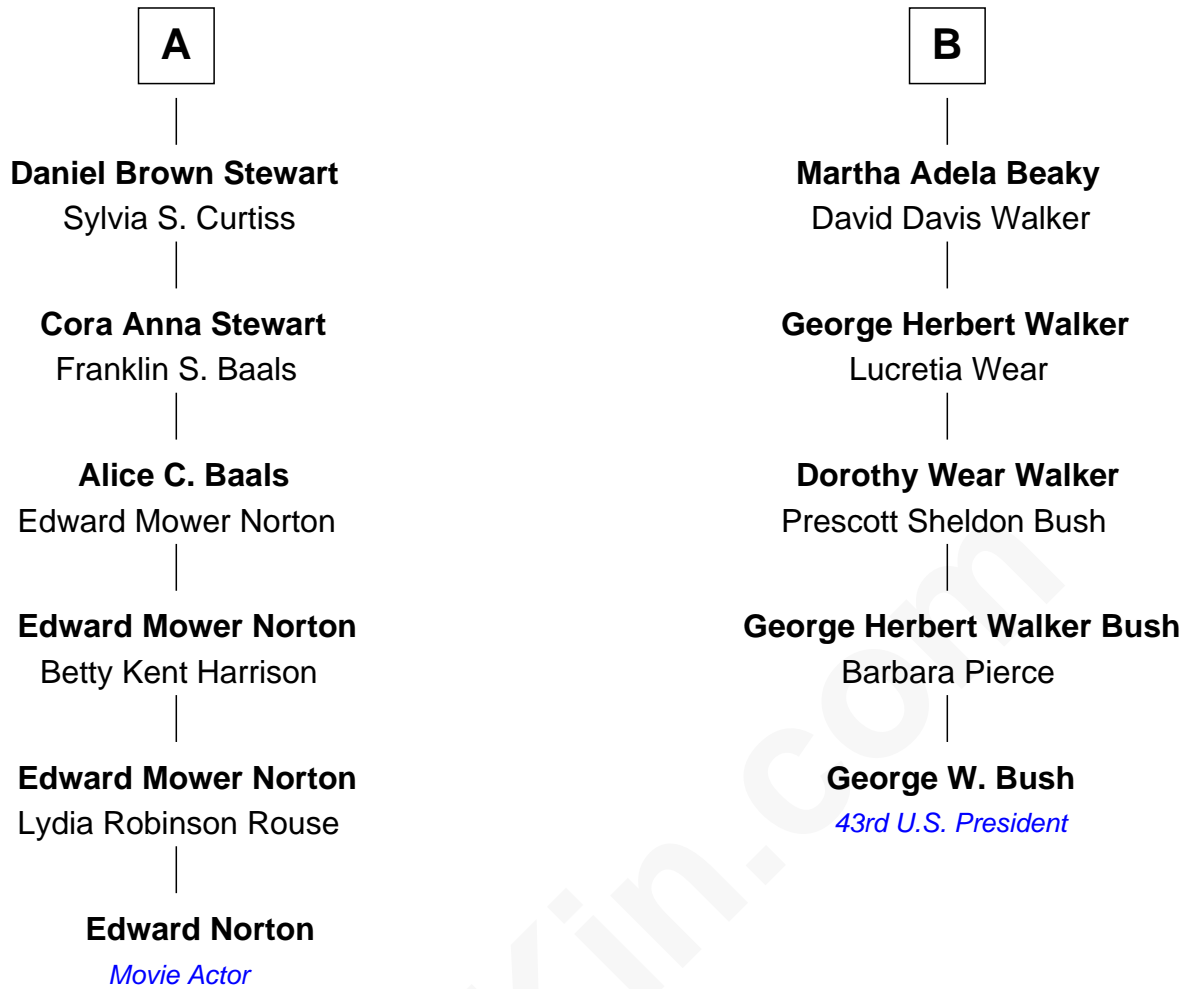 A
Daniel Brown Stewart
Sylvia S. Curtiss
Cora Anna Stewart
Franklin S. Baals
Alice C. Baals
Edward Mower Norton
Edward Mower Norton
Betty Kent Harrison
Edward Mower Norton
Lydia Robinson Rouse
Edward Norton
Movie Actor
B
Martha Adela Beaky
David Davis Walker
George Herbert Walker
Lucretia Wear
Dorothy Wear Walker
Prescott Sheldon Bush
George Herbert Walker Bush
Barbara Pierce
George W. Bush
43rd U.S. President
Kin.com